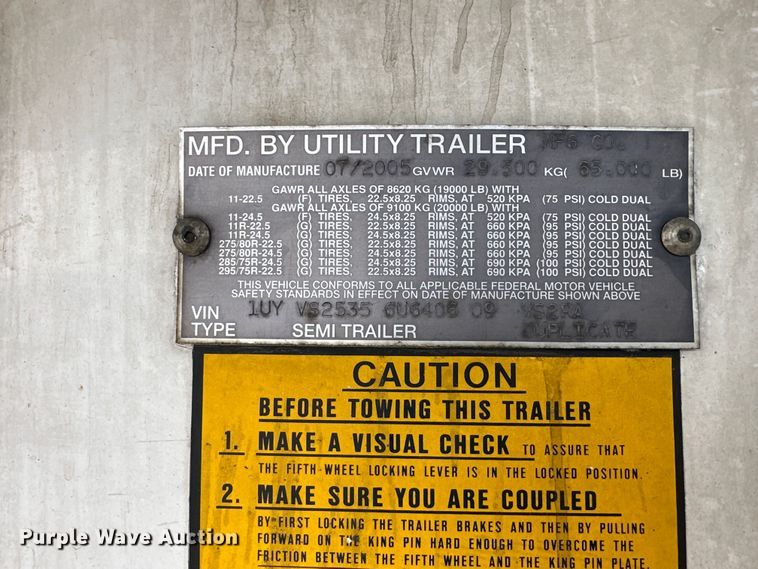 MFD. BY UTILITY TRAILER MFG CO.
DATE OF MANUFACTURE 07/2005 GVWR 29.500 KG( 65.000 LB)
GAWR ALL AXLES OF 8620 KG (19000 LB) WITH
11-22.5 (F) TIRES, 22.5x8.25 RIMS, AT 520 KPA (75 PSI) COLD DUAL
GAWR ALL AXLES OF 9100 KG (20000 LB) WITH
11-24.5 (F) TIRES, 24.5x8.25 RIMS, AT 520 KPA (75 PSI) COLD DUAL
11R-22.5 (G) TIRES, 22.5x8.25 RIMS, AT 660 KPA (95 PSI) COLD DUAL
11R-24.5 (G) TIRES, 24.5x8.25 RIMS, AT 660 KPA (95 PSI) COLD DUAL
275/80R-22.5 (G) TIRES, 22.5x8.25 RIMS, AT 660 KPA (95 PSI) COLD DUAL
275/80R-24.5 (G) TIRES, 24.5x8.25 RIMS, AT 660 KPA (95 PSI) COLD DUAL
285/75R-24.5 (G) TIRES, 24.5x8.25 RIMS, AT 690 KPA (100 PSI) COLD DUAL
295/75R-22.5 (G) TIRES, 22.5x8.25 RIMS, AT 690 KPA (100 PSI) COLD DUAL
THIS VEHICLE CONFORMS TO ALL APPLICABLE FEDERAL MOTOR VEHICLE
SAFETY STANDARDS IN EFFECT ON DATE OF MANUFACTURE SHOWN ABOVE
VIN 1UY VS2535 6U6406 09 VS2RA
TYPE SEMI TRAILER DUPLICATE
CAUTION
BEFORE TOWING THIS TRAILER
1. MAKE A VISUAL CHECK TO ASSURE THAT
THE FIFTH WHEEL LOCKING LEVER IS IN THE LOCKED POSITION.
2. MAKE SURE YOU ARE COUPLED
BY FIRST LOCKING THE TRAILER BRAKES AND THEN BY PULLING
FORWARD ON THE KING PIN HARD ENOUGH TO OVERCOME THE
FRICTION BETWEEN THE FIFTH WHEEL AND THE KING PIN PLATE.
Purple Wave Auction